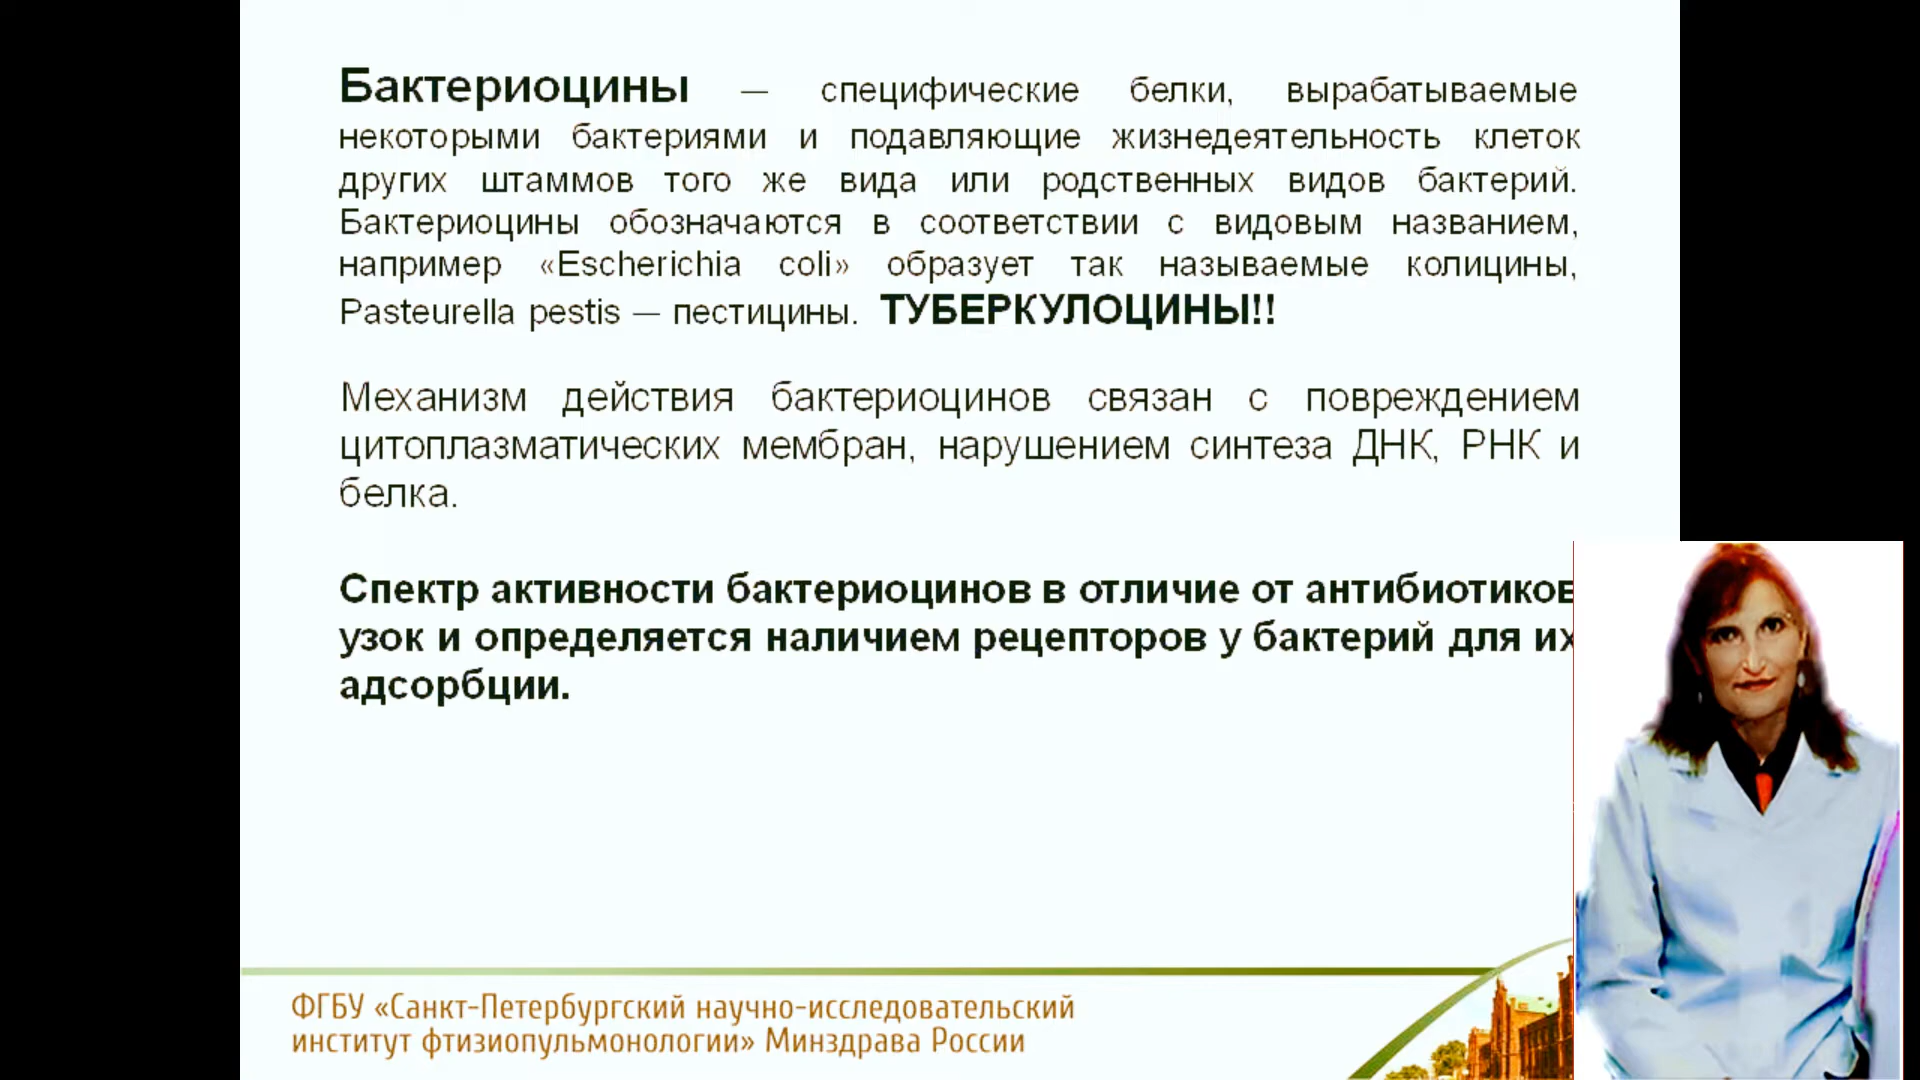 Бактериоцины — специфические белки, вырабатываемые
некоторыми бактериями и подавляющие жизнедеятельность клеток
других штаммов того же вида или родственных видов бактерий.
Бактериоцины обозначаются в соответствии с видовым названием,
например «Escherichia coli» образует так называемые колицины,
Pasteurella pestis — пестицины. ТУБЕРКУЛОЦИНЫ!!
Механизм действия бактериоцинов связан с повреждением
цитоплазматических мембран, нарушением синтеза ДНК, РНК и
белка.
Спектр активности бактериоцинов в отличие от антибиотиков
узок и определяется наличием рецепторов у бактерий для их
адсорбции.
ФГБУ «Санкт-Петербургский научно-исследовательский
институт фтизиопульмонологии» Минздрава России